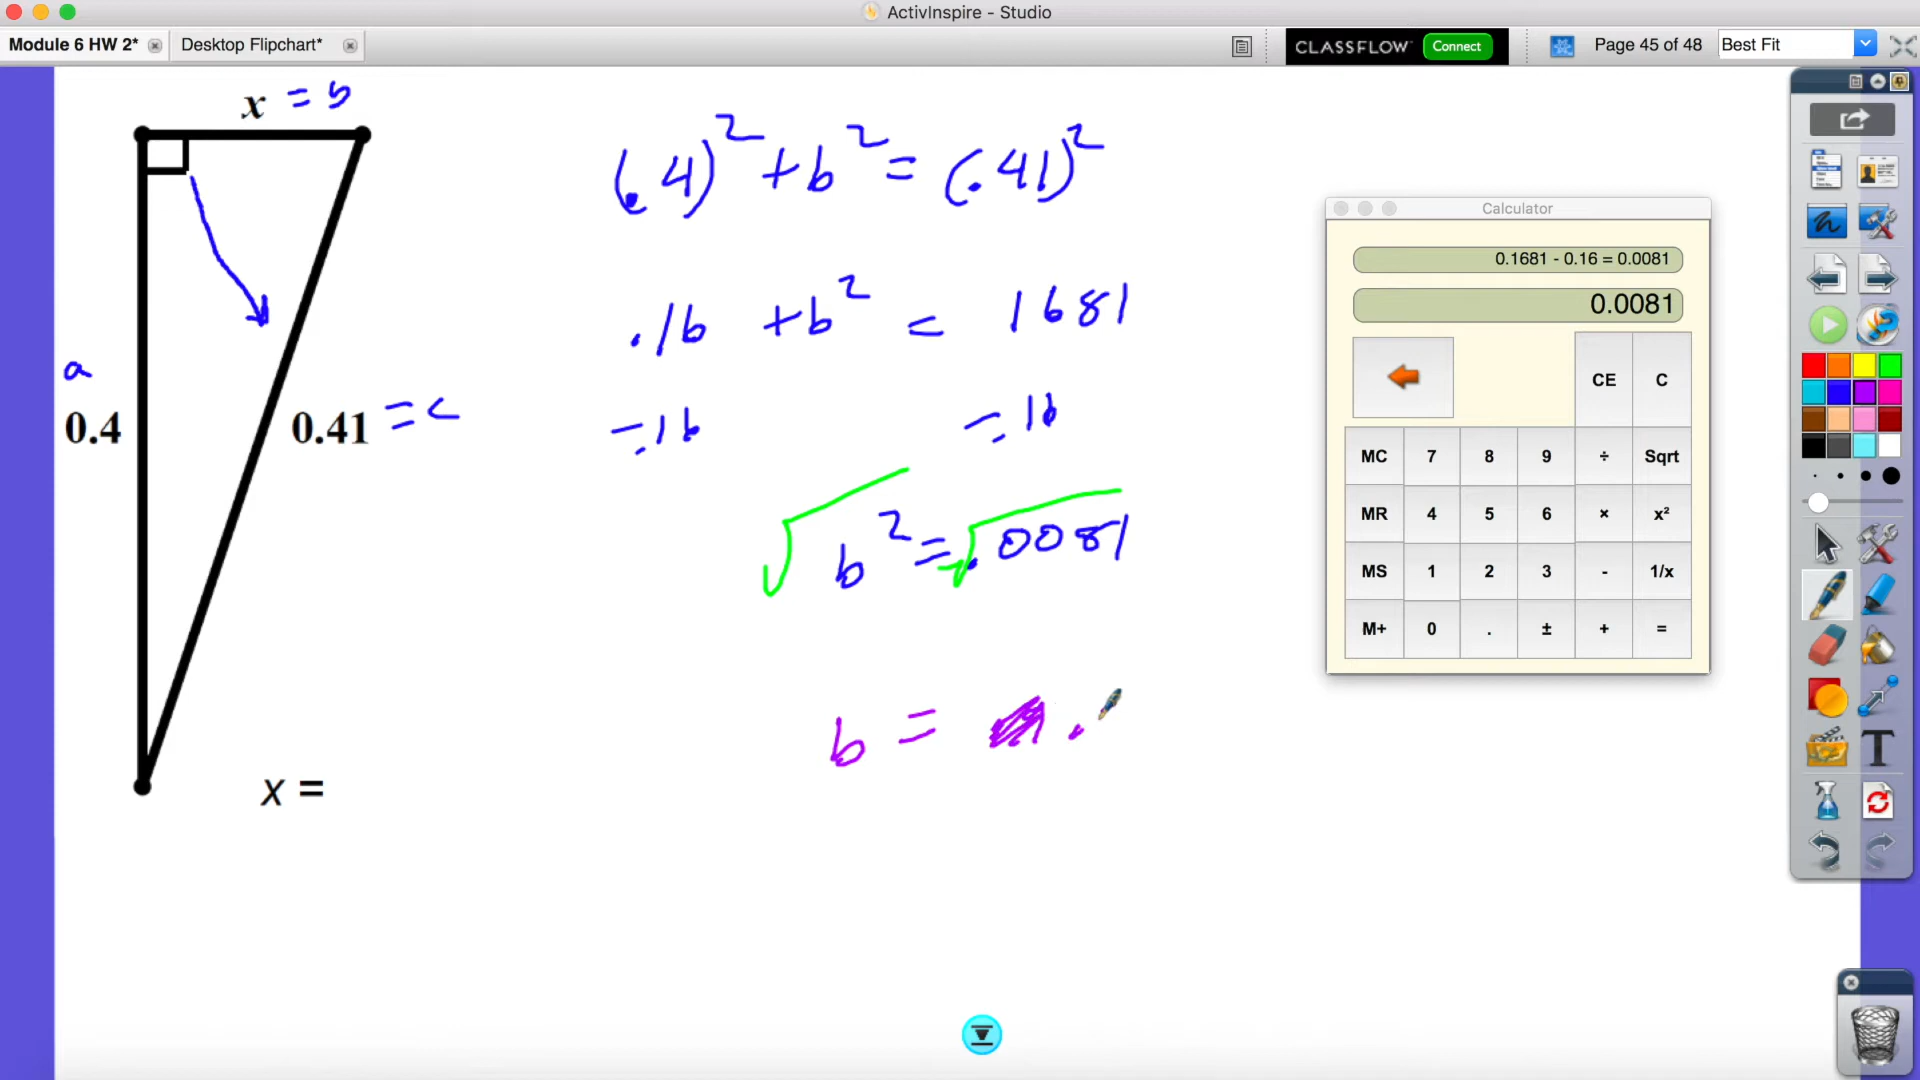 ActivInspire - Studio
Module 6 HW 2*
Desktop Flipchart*
CLASSFLOW
Connect
Page 45 of 48
Best Fit
x = b
(.4)² + b² = (.41)²
.16 + b² = 1681
a
0.4
0.41 = c
-.16
-.16
√b² = √.0081
b = .
x =
Calculator
0.1681 - 0.16 = 0.0081
0.0081
CE C
MC 7 8 9 ÷ Sqrt
MR 4 5 6 × x²
MS 1 2 3 - 1/x
M+ 0 . ± + =
T